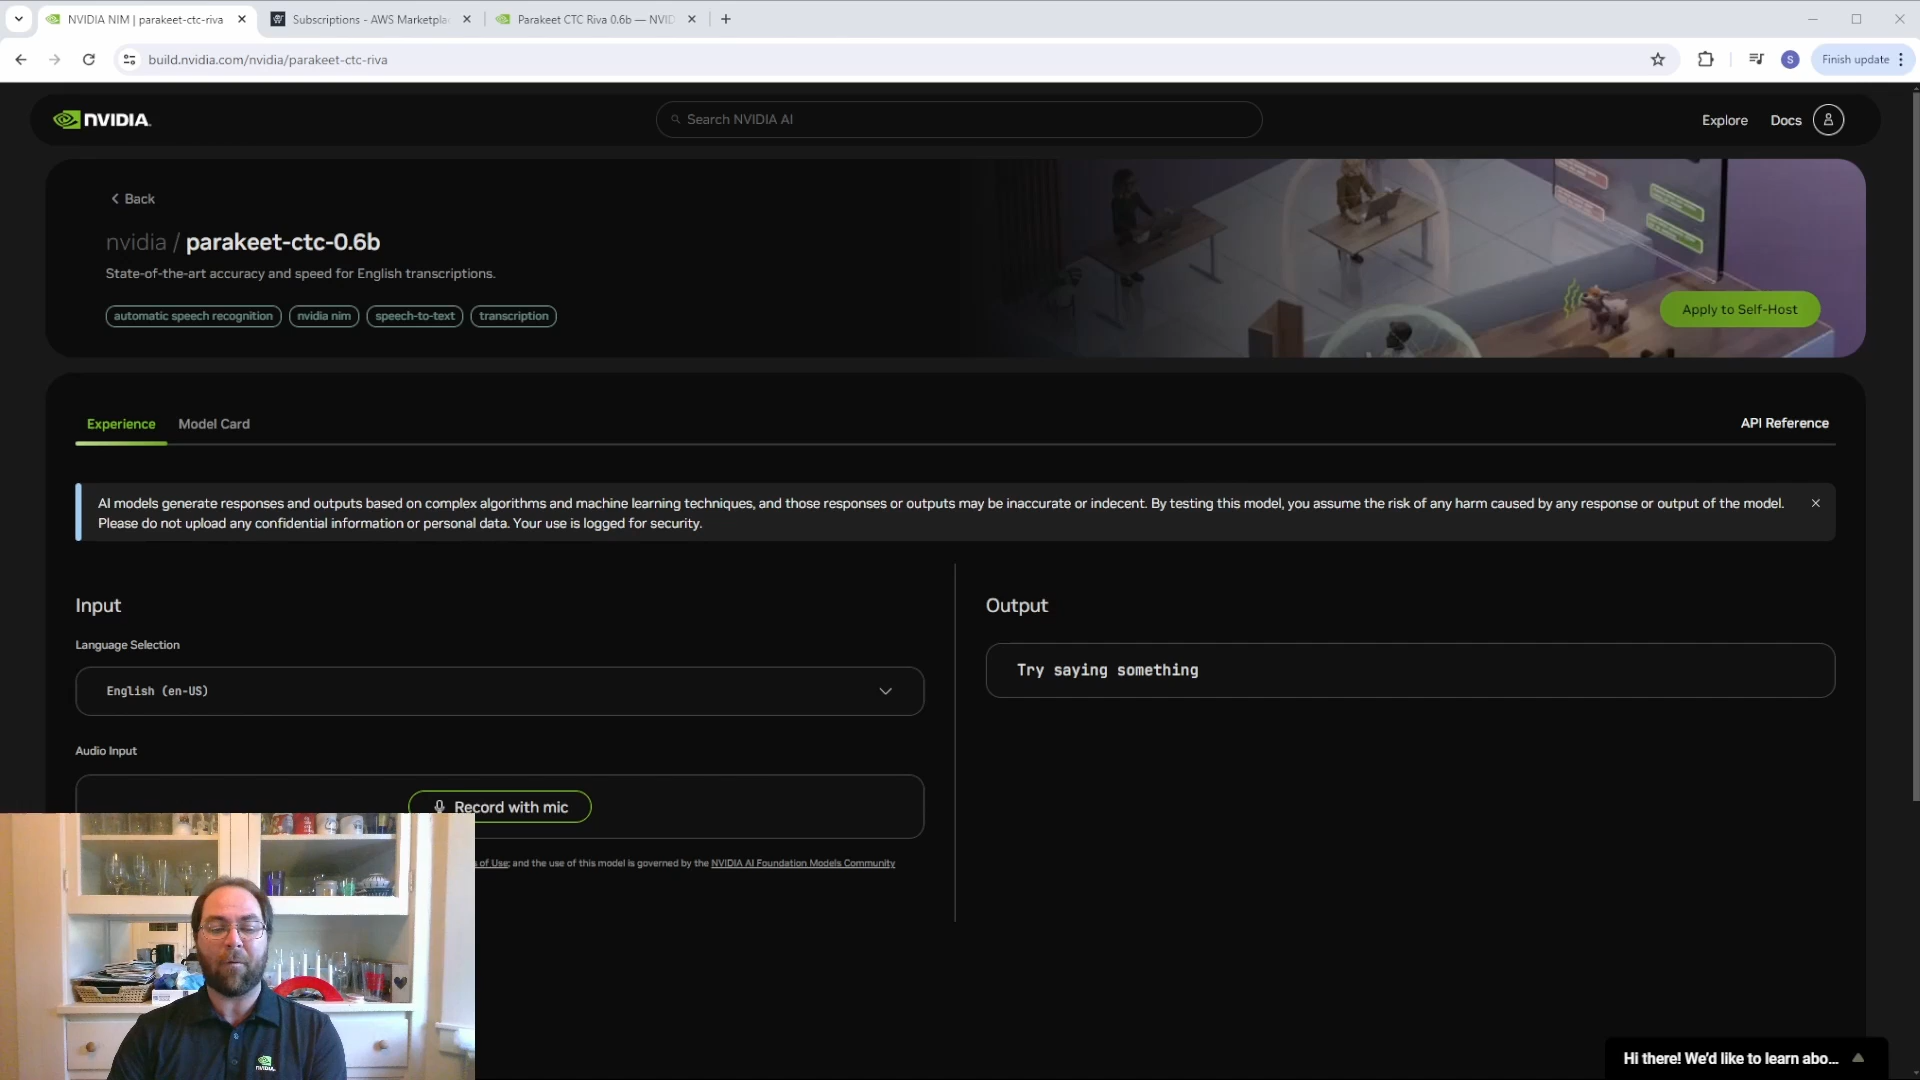 NVIDIA NIM | parakeet-ctc-riva
Subscriptions - AWS Marketpla
Parakeet CTC Riva 0.6b — NVID
build.nvidia.com/nvidia/parakeet-ctc-riva
S
Finish update
NVIDIA.
Search NVIDIA AI
Explore
Docs
Back
nvidia / parakeet-ctc-0.6b
State-of-the-art accuracy and speed for English transcriptions.
automatic speech recognition
nvidia nim
speech-to-text
transcription
Apply to Self-Host
Experience
Model Card
API Reference
AI models generate responses and outputs based on complex algorithms and machine learning techniques, and those responses or outputs may be inaccurate or indecent. By testing this model, you assume the risk of any harm caused by any response or output of the model.
Please do not upload any confidential information or personal data. Your use is logged for security.
Input
Language Selection
English (en-US)
Audio Input
Record with mic
s of Use; and the use of this model is governed by the NVIDIA AI Foundation Models Community
Output
Try saying something
NVIDIA.
Hi there! We'd like to learn abo...